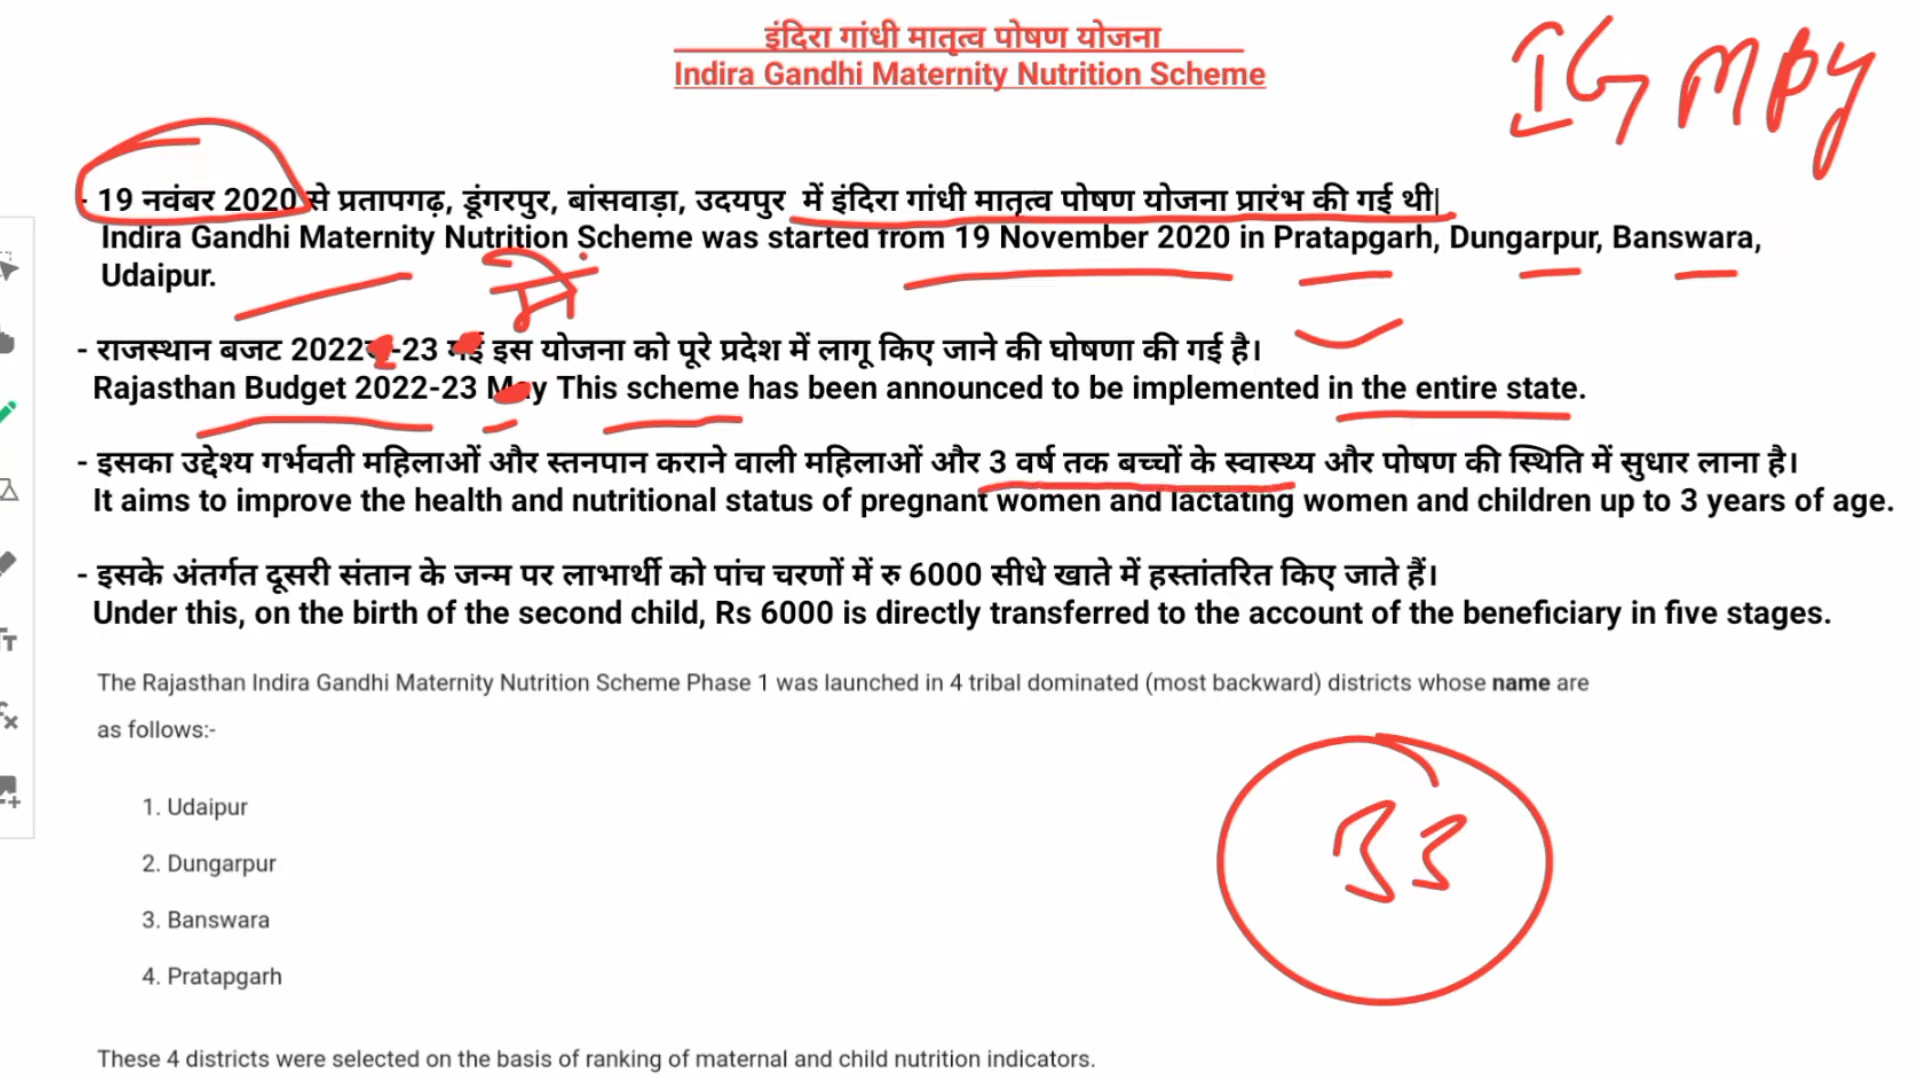 इंदिरा गांधी मातृत्व पोषण योजना
Indira Gandhi Maternity Nutrition Scheme
IG MPY
- 19 नवंबर 2020 से प्रतापगढ़, डूंगरपुर, बांसवाड़ा, उदयपुर में इंदिरा गांधी मातृत्व पोषण योजना प्रारंभ की गई थी|
Indira Gandhi Maternity Nutrition Scheme was started from 19 November 2020 in Pratapgarh, Dungarpur, Banswara,
Udaipur.
में
- राजस्थान बजट 2022-23 इस योजना को पूरे प्रदेश में लागू किए जाने की घोषणा की गई है।
Rajasthan Budget 2022-23 May This scheme has been announced to be implemented in the entire state.
- इसका उद्देश्य गर्भवती महिलाओं और स्तनपान कराने वाली महिलाओं और 3 वर्ष तक बच्चों के स्वास्थ्य और पोषण की स्थिति में सुधार लाना है।
It aims to improve the health and nutritional status of pregnant women and lactating women and children up to 3 years of age.
- इसके अंतर्गत दूसरी संतान के जन्म पर लाभार्थी को पांच चरणों में रु 6000 सीधे खाते में हस्तांतरित किए जाते हैं।
Under this, on the birth of the second child, Rs 6000 is directly transferred to the account of the beneficiary in five stages.
The Rajasthan Indira Gandhi Maternity Nutrition Scheme Phase 1 was launched in 4 tribal dominated (most backward) districts whose name are
as follows:-
1. Udaipur
2. Dungarpur
3. Banswara
4. Pratapgarh
33
These 4 districts were selected on the basis of ranking of maternal and child nutrition indicators.